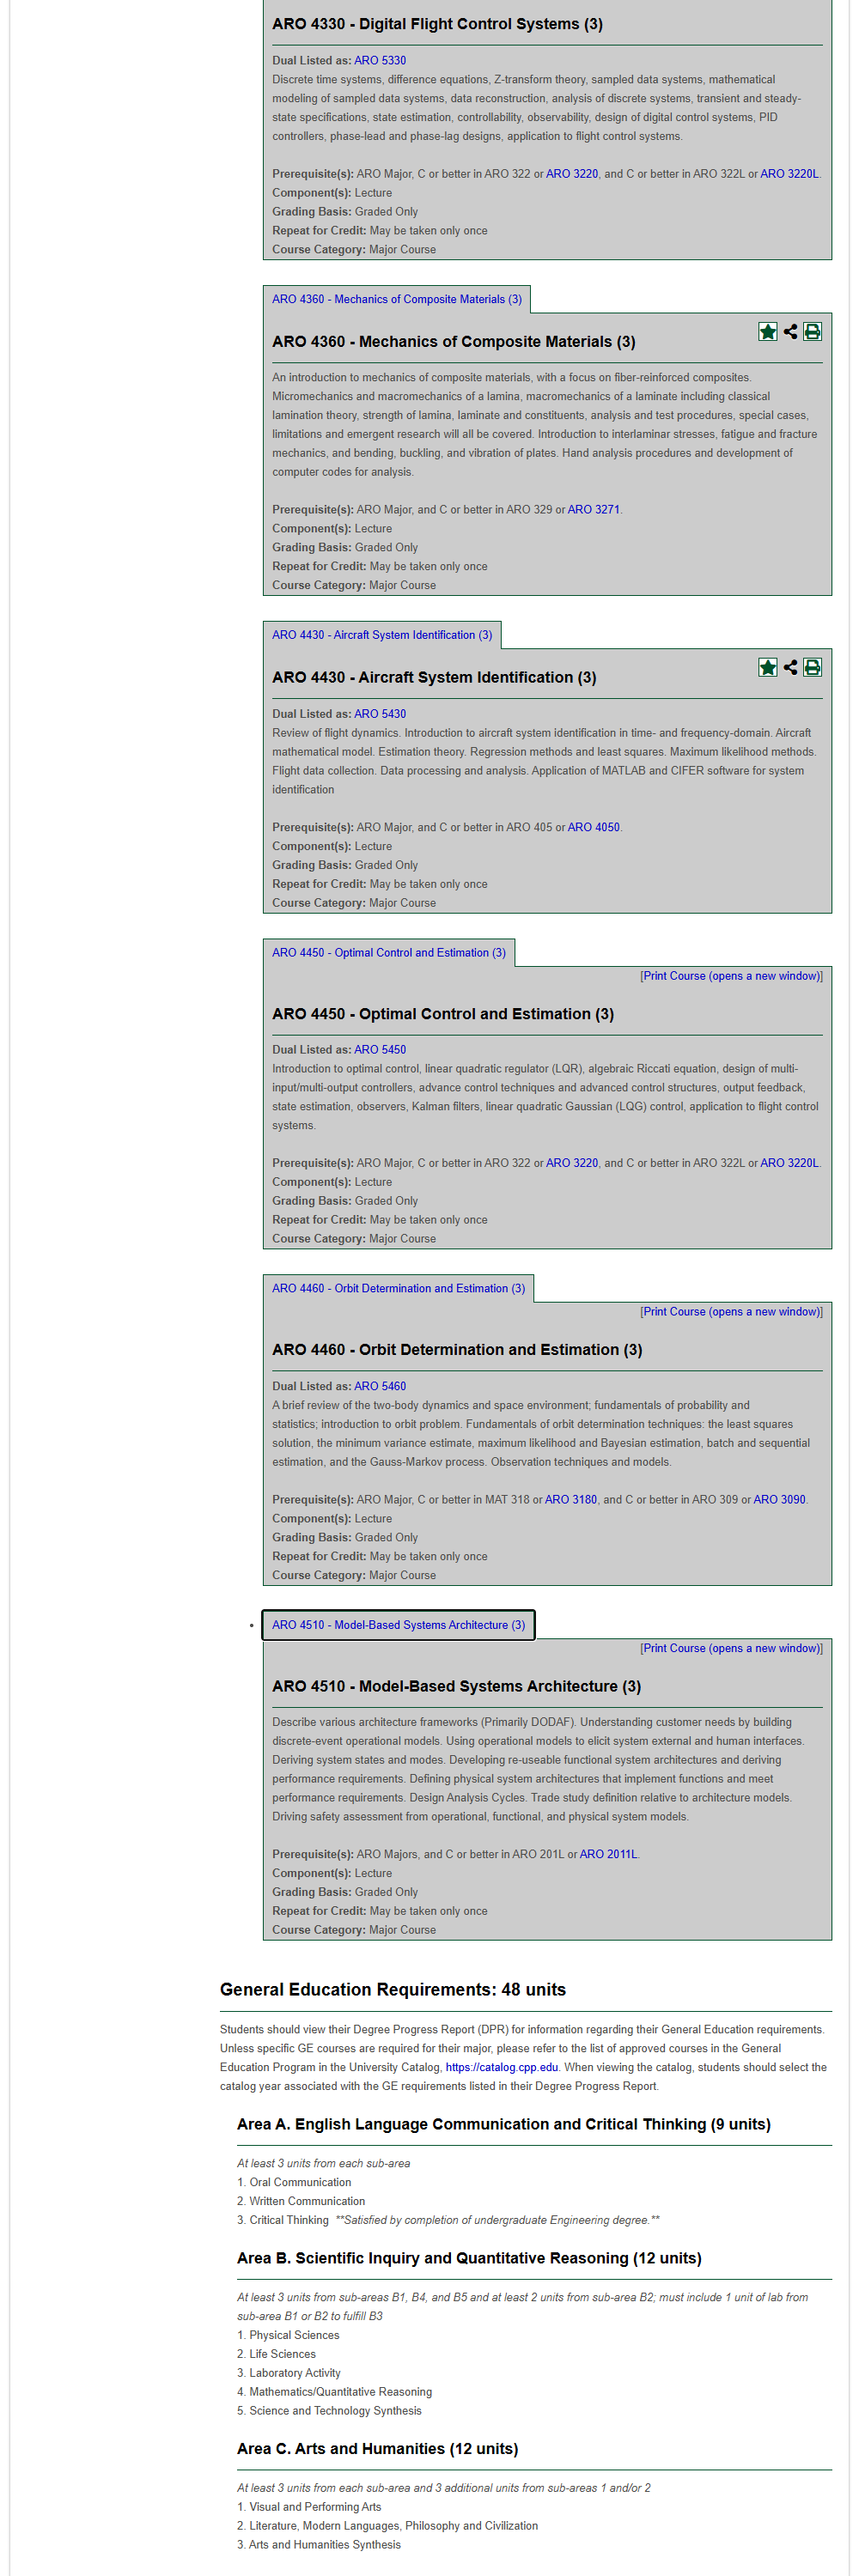 ARO 4330 - Digital Flight Control Systems (3)
Dual Listed as: ARO 5330
Discrete time systems, difference equations, Z-transform theory, sampled data systems, mathematical
modeling of sampled data systems, data reconstruction, analysis of discrete systems, transient and steady-
state specifications, state estimation, controllability, observability, design of digital control systems, PID
controllers, phase-lead and phase-lag designs, application to flight control systems.
Prerequisite(s): ARO Major, C or better in ARO 322 or ARO 3220, and C or better in ARO 322L or ARO 3220L.
Component(s): Lecture
Grading Basis: Graded Only
Repeat for Credit: May be taken only once
Course Category: Major Course
ARO 4360 - Mechanics of Composite Materials (3)
ARO 4360 - Mechanics of Composite Materials (3)
An introduction to mechanics of composite materials, with a focus on fiber-reinforced composites.
Micromechanics and macromechanics of a lamina, macromechanics of a laminate including classical
lamination theory, strength of lamina, laminate and constituents, analysis and test procedures, special cases,
limitations and emergent research will all be covered. Introduction to interlaminar stresses, fatigue and fracture
mechanics, and bending, buckling, and vibration of plates. Hand analysis procedures and development of
computer codes for analysis.
Prerequisite(s): ARO Major, and C or better in ARO 329 or ARO 3271.
Component(s): Lecture
Grading Basis: Graded Only
Repeat for Credit: May be taken only once
Course Category: Major Course
ARO 4430 - Aircraft System Identification (3)
ARO 4430 - Aircraft System Identification (3)
Dual Listed as: ARO 5430
Review of flight dynamics. Introduction to aircraft system identification in time- and frequency-domain. Aircraft
mathematical model. Estimation theory. Regression methods and least squares. Maximum likelihood methods.
Flight data collection. Data processing and analysis. Application of MATLAB and CIFER software for system
identification
Prerequisite(s): ARO Major, and C or better in ARO 405 or ARO 4050.
Component(s): Lecture
Grading Basis: Graded Only
Repeat for Credit: May be taken only once
Course Category: Major Course
ARO 4450 - Optimal Control and Estimation (3)
[Print Course (opens a new window)]
ARO 4450 - Optimal Control and Estimation (3)
Dual Listed as: ARO 5450
Introduction to optimal control, linear quadratic regulator (LQR), algebraic Riccati equation, design of multi-
input/multi-output controllers, advance control techniques and advanced control structures, output feedback,
state estimation, observers, Kalman filters, linear quadratic Gaussian (LQG) control, application to flight control
systems.
Prerequisite(s): ARO Major, C or better in ARO 322 or ARO 3220, and C or better in ARO 322L or ARO 3220L.
Component(s): Lecture
Grading Basis: Graded Only
Repeat for Credit: May be taken only once
Course Category: Major Course
ARO 4460 - Orbit Determination and Estimation (3)
[Print Course (opens a new window)]
ARO 4460 - Orbit Determination and Estimation (3)
Dual Listed as: ARO 5460
A brief review of the two-body dynamics and space environment; fundamentals of probability and
statistics; introduction to orbit problem. Fundamentals of orbit determination techniques: the least squares
solution, the minimum variance estimate, maximum likelihood and Bayesian estimation, batch and sequential
estimation, and the Gauss-Markov process. Observation techniques and models.
Prerequisite(s): ARO Major, C or better in MAT 318 or ARO 3180, and C or better in ARO 309 or ARO 3090.
Component(s): Lecture
Grading Basis: Graded Only
Repeat for Credit: May be taken only once
Course Category: Major Course
• ARO 4510 - Model-Based Systems Architecture (3)
[Print Course (opens a new window)]
ARO 4510 - Model-Based Systems Architecture (3)
Describe various architecture frameworks (Primarily DODAF). Understanding customer needs by building
discrete-event operational models. Using operational models to elicit system external and human interfaces.
Deriving system states and modes. Developing re-useable functional system architectures and deriving
performance requirements. Defining physical system architectures that implement functions and meet
performance requirements. Design Analysis Cycles. Trade study definition relative to architecture models.
Driving safety assessment from operational, functional, and physical system models.
Prerequisite(s): ARO Majors, and C or better in ARO 201L or ARO 2011L.
Component(s): Lecture
Grading Basis: Graded Only
Repeat for Credit: May be taken only once
Course Category: Major Course
General Education Requirements: 48 units
Students should view their Degree Progress Report (DPR) for information regarding their General Education requirements.
Unless specific GE courses are required for their major, please refer to the list of approved courses in the General
Education Program in the University Catalog, https://catalog.cpp.edu. When viewing the catalog, students should select the
catalog year associated with the GE requirements listed in their Degree Progress Report.
Area A. English Language Communication and Critical Thinking (9 units)
At least 3 units from each sub-area
1. Oral Communication
2. Written Communication
3. Critical Thinking **Satisfied by completion of undergraduate Engineering degree.**
Area B. Scientific Inquiry and Quantitative Reasoning (12 units)
At least 3 units from sub-areas B1, B4, and B5 and at least 2 units from sub-area B2; must include 1 unit of lab from
sub-area B1 or B2 to fulfill B3
1. Physical Sciences
2. Life Sciences
3. Laboratory Activity
4. Mathematics/Quantitative Reasoning
5. Science and Technology Synthesis
Area C. Arts and Humanities (12 units)
At least 3 units from each sub-area and 3 additional units from sub-areas 1 and/or 2
1. Visual and Performing Arts
2. Literature, Modern Languages, Philosophy and Civilization
3. Arts and Humanities Synthesis